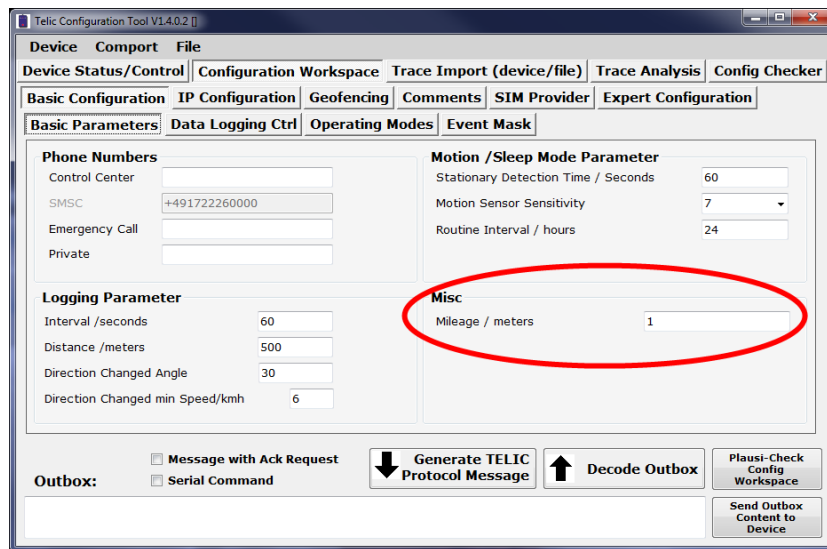 Telic Configuration Tool V1.4.0.2 []
Device Comport File
Device Status/Control Configuration Workspace Trace Import (device/file) Trace Analysis Config Checker
Basic Configuration IP Configuration Geofencing Comments SIM Provider Expert Configuration
Basic Parameters Data Logging Ctrl Operating Modes Event Mask
Phone Numbers
Control Center
SMSC +491722260000
Emergency Call
Private
Motion /Sleep Mode Parameter
Stationary Detection Time / Seconds 60
Motion Sensor Sensitivity 7
Routine Interval / hours 24
Logging Parameter
Interval /seconds 60
Distance /meters 500
Direction Changed Angle 30
Direction Changed min Speed/kmh 6
Misc
Mileage / meters 1
Outbox:
Message with Ack Request
Serial Command
Generate TELIC
Protocol Message
Decode Outbox
Plausi-Check
Config
Workspace
Send Outbox
Content to
Device